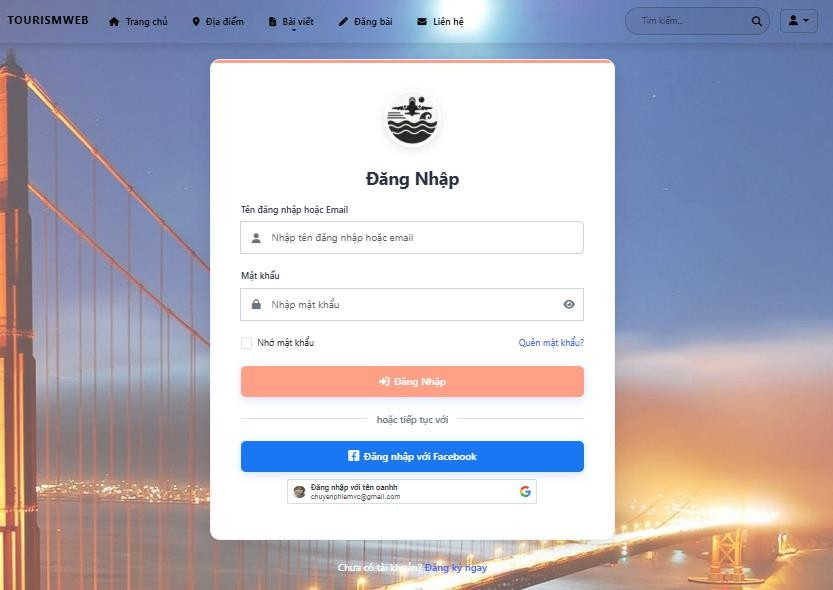 TOURISMWEB Trang chủ Địa điểm Bài viết Đăng bài Liên hệ Tìm kiếm...
Đăng Nhập
Tên đăng nhập hoặc Email
Nhập tên đăng nhập hoặc email
Mật khẩu
Nhập mật khẩu
Nhớ mật khẩu Quên mật khẩu?
Đăng Nhập
hoặc tiếp tục với
Đăng nhập với Facebook
Đăng nhập với tên oanhh
chuyenphiemvc@gmail.com
Chưa có tài khoản? Đăng ký ngay